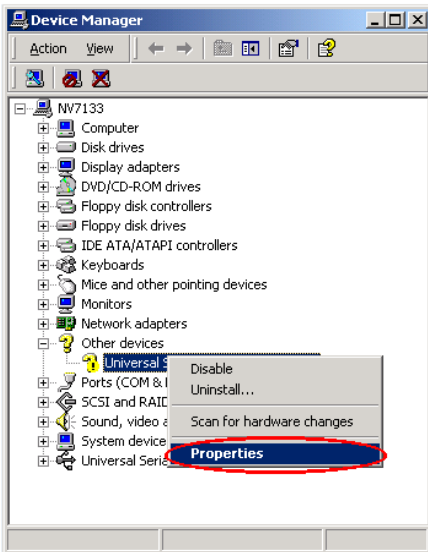 Device Manager
Action View
NV7133
Computer
Disk drives
Display adapters
DVD/CD-ROM drives
Floppy disk controllers
Floppy disk drives
IDE ATA/ATAPI controllers
Keyboards
Mice and other pointing devices
Monitors
Network adapters
Other devices
Universal S
Ports (COM &
SCSI and RAID
Sound, video a
System device
Universal Seria
Disable
Uninstall...
Scan for hardware changes
Properties